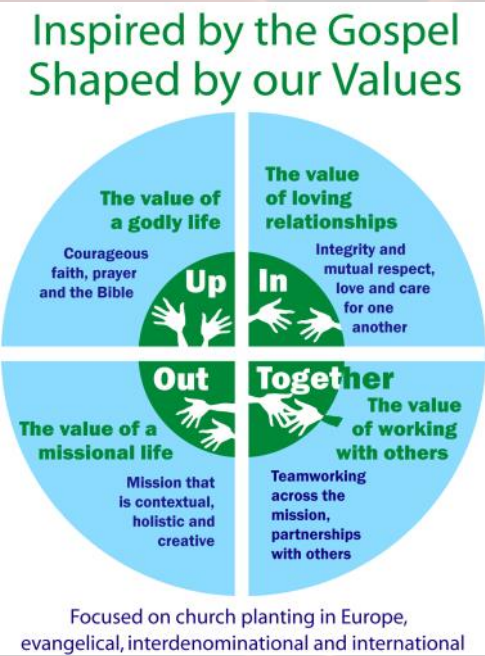 Inspired by the Gospel
Shaped by our Values
The value of
a godly life
Courageous
faith, prayer
and the Bible
Up
The value
of loving
relationships
Integrity and
mutual respect,
love and care
for one
another
In
Out
The value of a
missional life
Mission that
is contextual,
holistic and
creative
Together
The value
of working
with others
Teamworking
across the
mission,
partnerships
with others
Focused on church planting in Europe,
evangelical, interdenominational and international